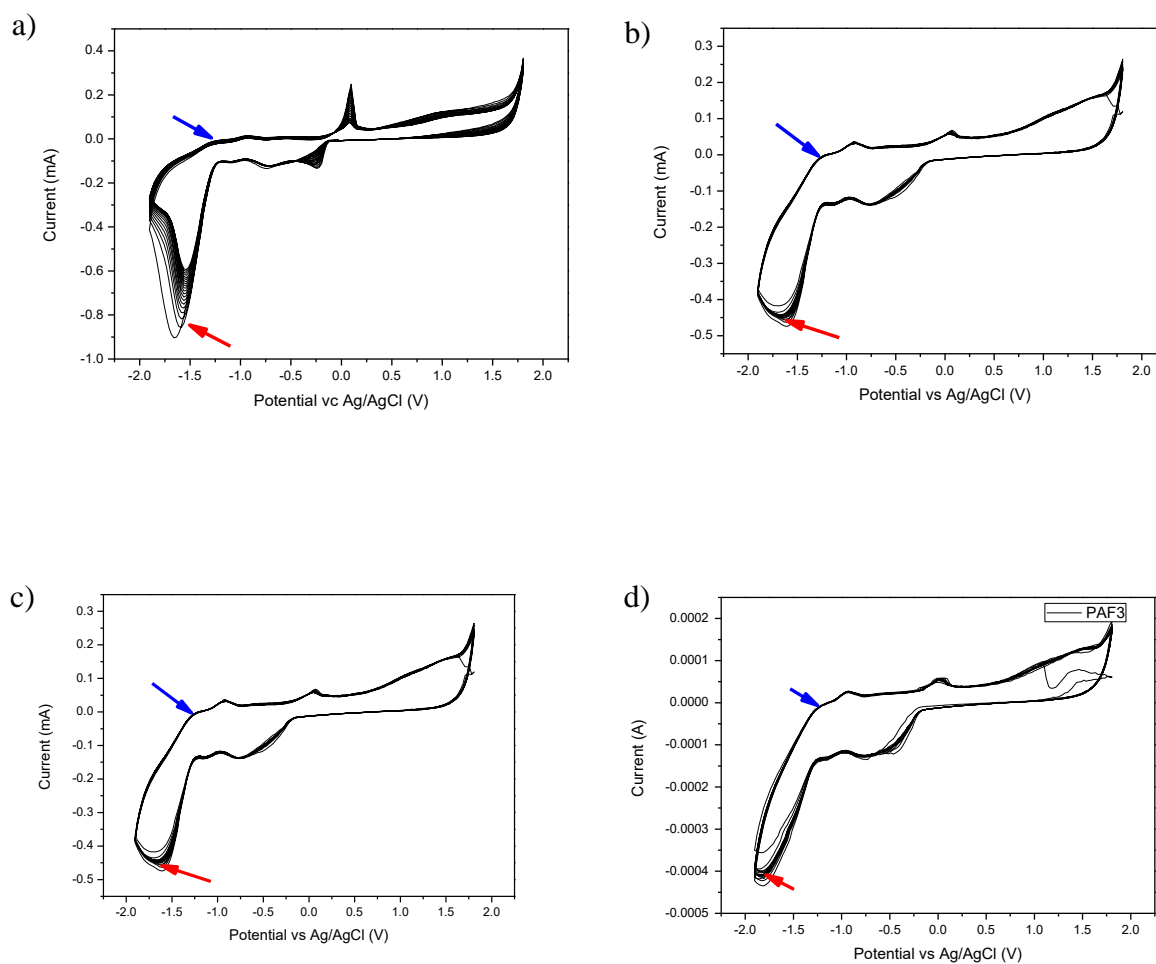 a)
0.4
0.2
0.0
-0.2
-0.4
-0.6
-0.8
-1.0
Current (mA)
-2.0 -1.5 -1.0 -0.5 0.0 0.5 1.0 1.5 2.0
Potential vc Ag/AgCl (V)
b)
0.3
0.2
0.1
0.0
-0.1
-0.2
-0.3
-0.4
-0.5
Current (mA)
-2.0 -1.5 -1.0 -0.5 0.0 0.5 1.0 1.5 2.0
Potential vs Ag/AgCl (V)
c)
0.3
0.2
0.1
0.0
-0.1
-0.2
-0.3
-0.4
-0.5
Current (mA)
-2.0 -1.5 -1.0 -0.5 0.0 0.5 1.0 1.5 2.0
Potential vs Ag/AgCl (V)
d)
PAF3
0.0002
0.0001
0.0000
-0.0001
-0.0002
-0.0003
-0.0004
-0.0005
Current (A)
-2.0 -1.5 -1.0 -0.5 0.0 0.5 1.0 1.5 2.0
Potential vs Ag/AgCl (V)